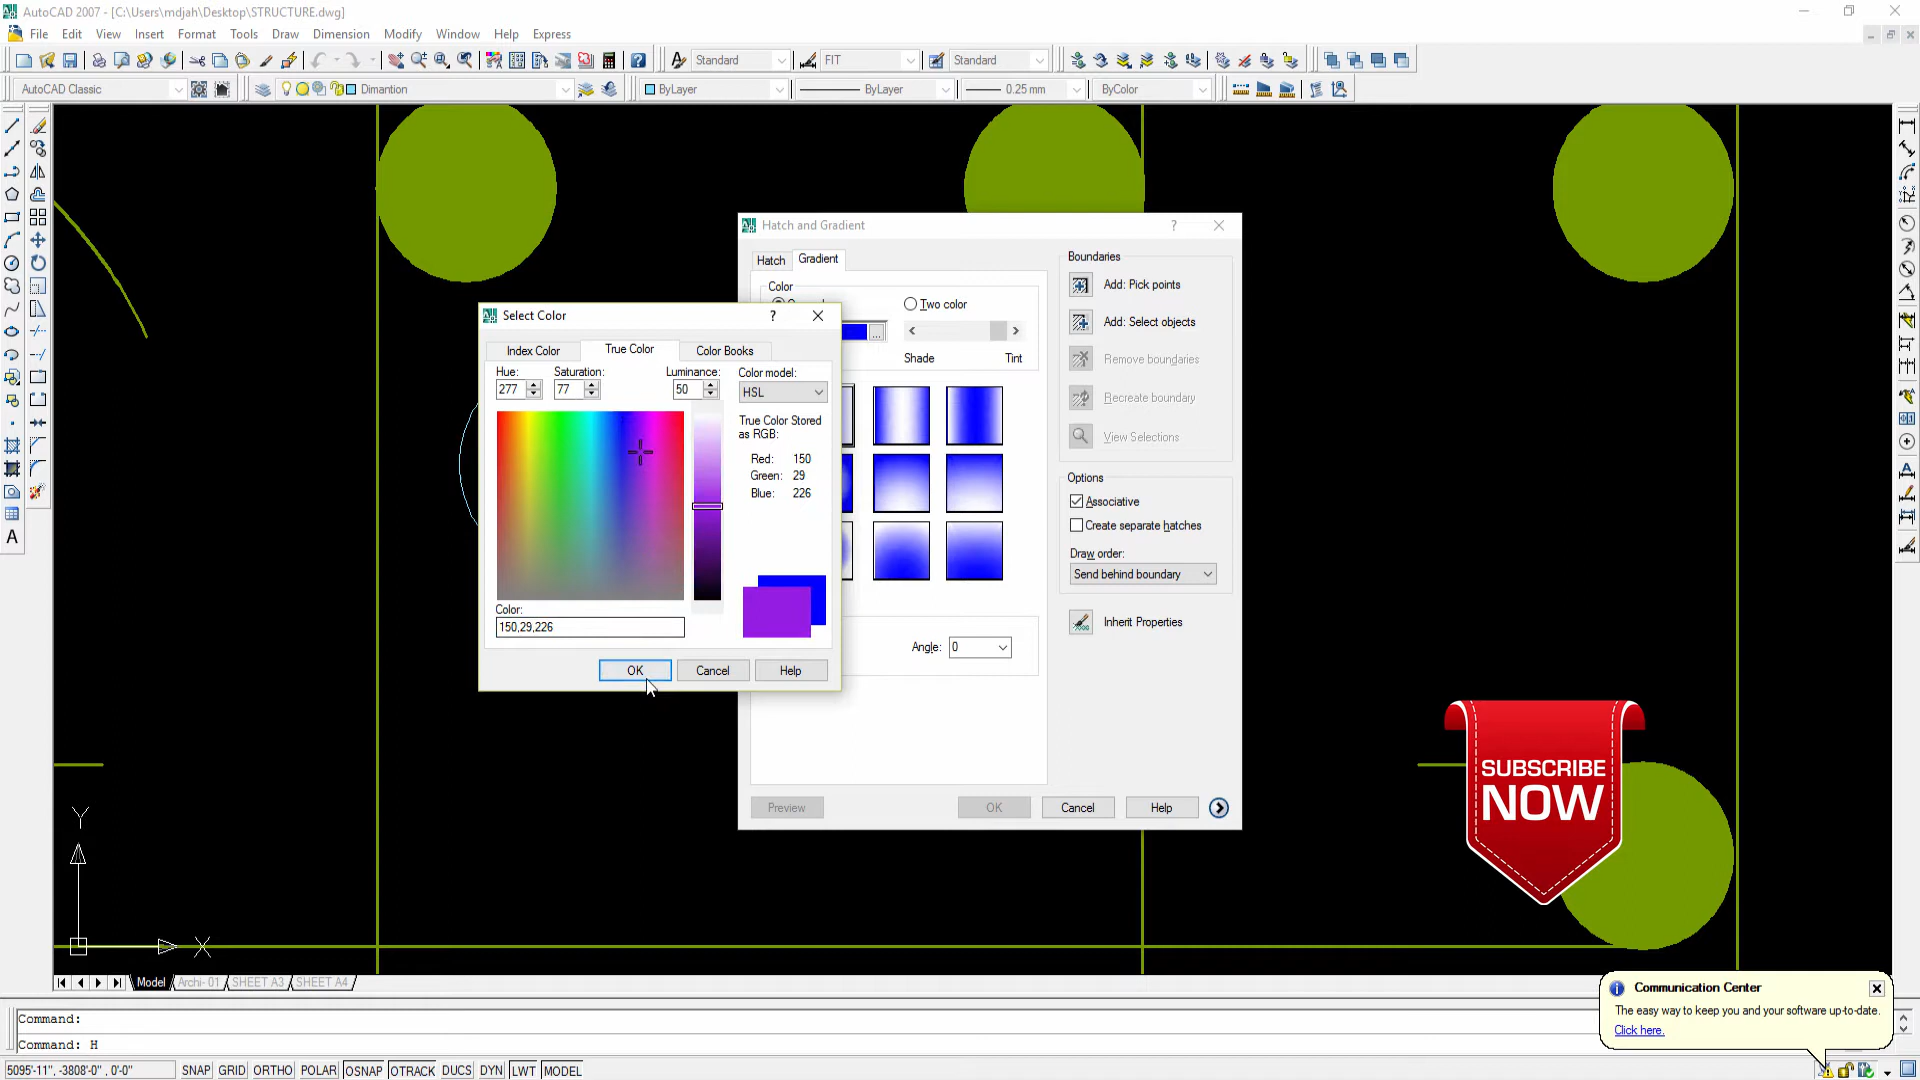 AutoCAD 2007 - [C:\Users\mdjah\Desktop\STRUCTURE.dwg]
File Edit View Insert Format Tools Draw Dimension Modify Window Help Express
Standard FIT Standard
AutoCAD Classic Dimantion ByLayer ByLayer 0.25 mm ByColor
Hatch and Gradient
Hatch Gradient
Color
Two color
Shade Tint
Angle: 0
Boundaries
Add: Pick points
Add: Select objects
Remove boundaries
Recreate boundary
View Selections
Options
Associative
Create separate hatches
Draw order:
Send behind boundary
Inherit Properties
Preview OK Cancel Help
Select Color
Index Color True Color Color Books
Hue: Saturation: Luminance: Color model:
277 77 50 HSL
True Color Stored
as RGB:
Red: 150
Green: 29
Blue: 226
Color:
150,29,226
OK Cancel Help
SUBSCRIBE
NOW
Y
X
Model Archi- 01 SHEET A3 SHEET A4
Communication Center
The easy way to keep you and your software up-to-date.
Click here.
Command:
Command: H
5095'-11", -3808'-0" , 0'-0" SNAP GRID ORTHO POLAR OSNAP OTRACK DUCS DYN LWT MODEL